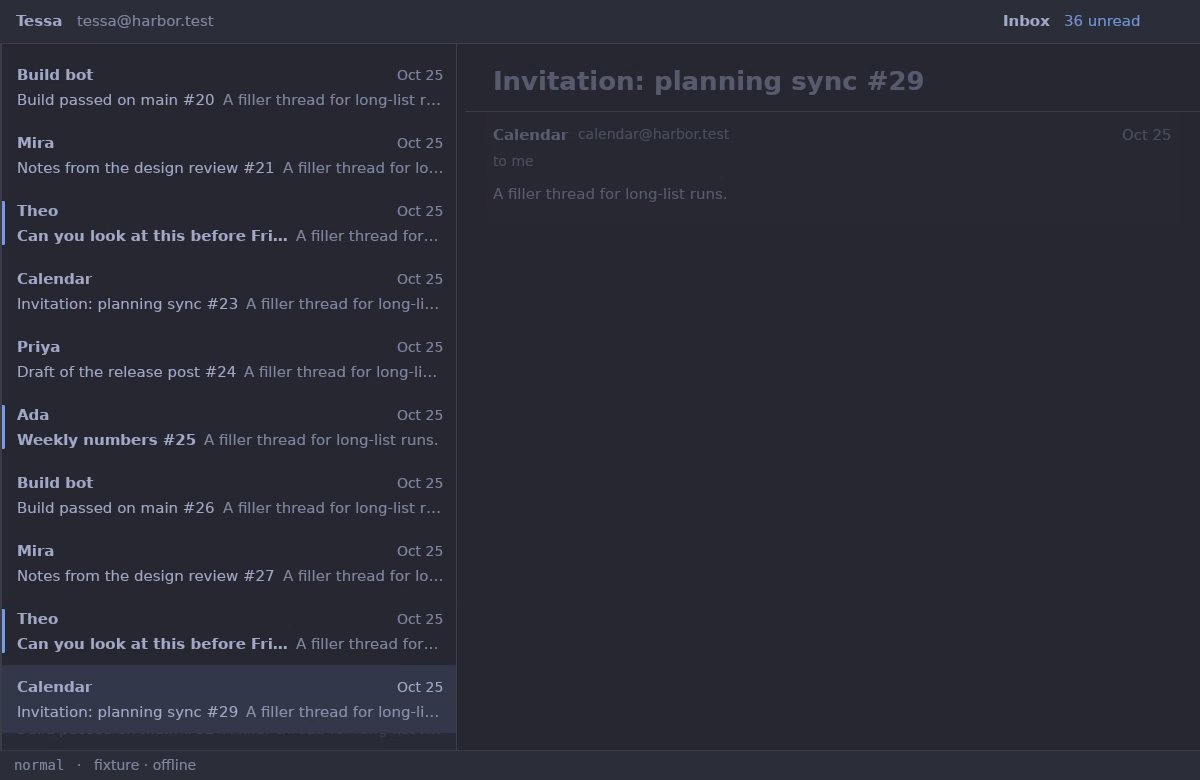 Tessa tessa@harbor.test Inbox 36 unread
Build bot Oct 25
Build passed on main #20 A filler thread for long-list r…
Mira Oct 25
Notes from the design review #21 A filler thread for lo…
Theo Oct 25
Can you look at this before Fri… A filler thread for…
Calendar Oct 25
Invitation: planning sync #23 A filler thread for long-li…
Priya Oct 25
Draft of the release post #24 A filler thread for long-li…
Ada Oct 25
Weekly numbers #25 A filler thread for long-list runs.
Build bot Oct 25
Build passed on main #26 A filler thread for long-list r…
Mira Oct 25
Notes from the design review #27 A filler thread for lo…
Theo Oct 25
Can you look at this before Fri… A filler thread for…
Calendar Oct 25
Invitation: planning sync #29 A filler thread for long-li…
Invitation: planning sync #29
Calendar calendar@harbor.test Oct 25
to me
A filler thread for long-list runs.
normal · fixture · offline